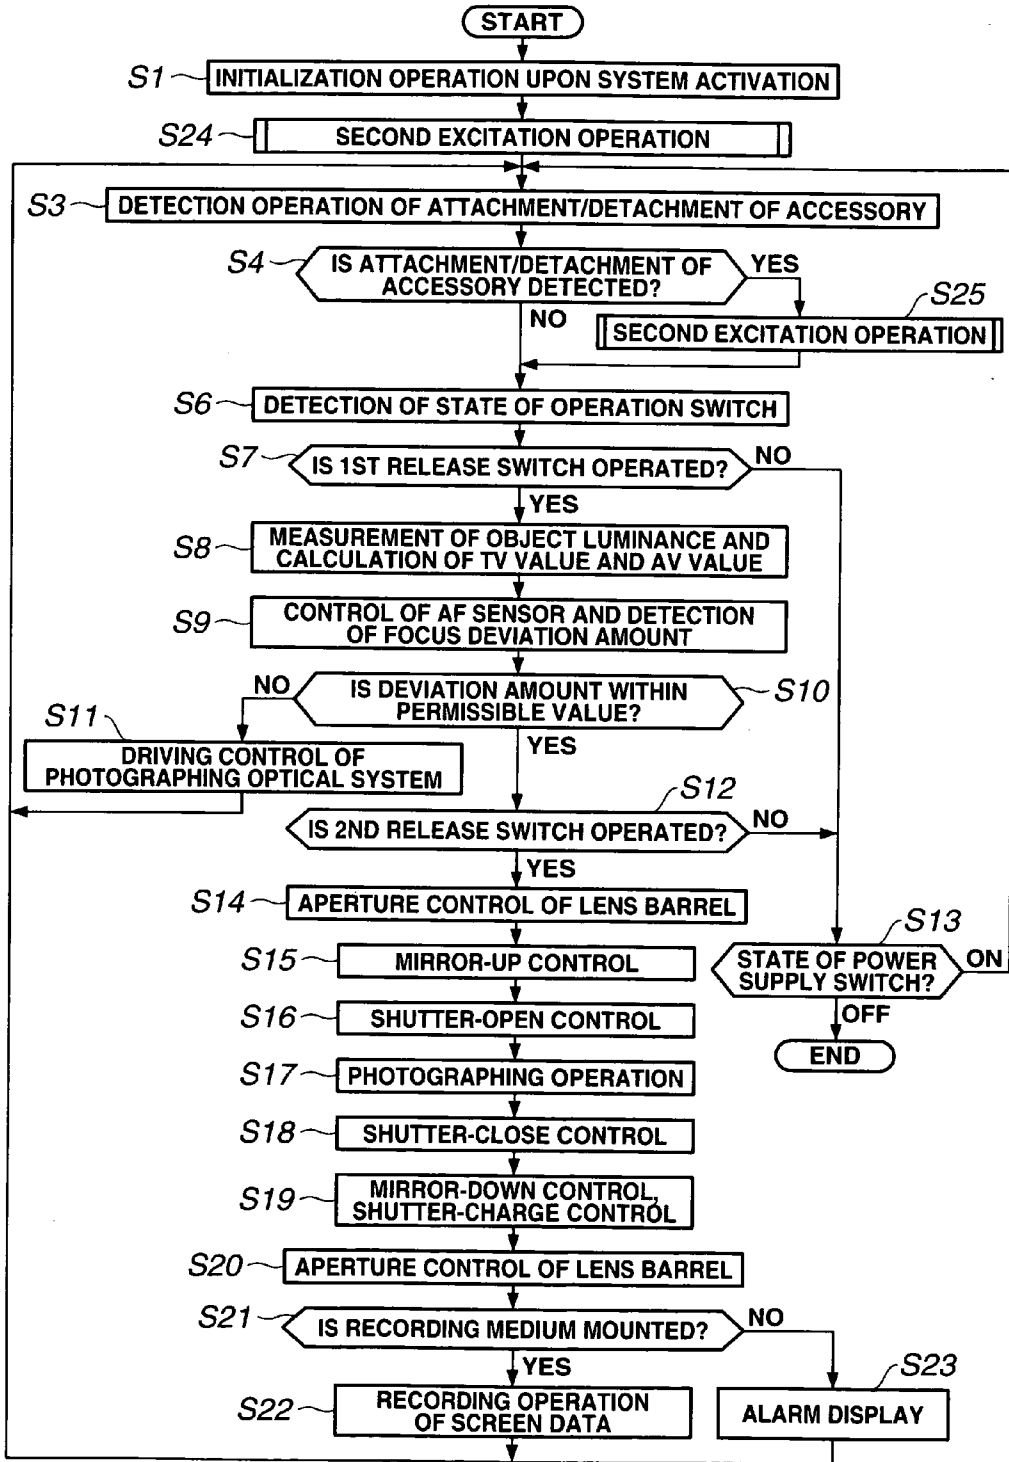 START
S1
INITIALIZATION OPERATION UPON SYSTEM ACTIVATION
S24
SECOND EXCITATION OPERATION
S3
DETECTION OPERATION OF ATTACHMENT/DETACHMENT OF ACCESSORY
S4
IS ATTACHMENT/DETACHMENT OF
ACCESSORY DETECTED?
YES
NO
S25
SECOND EXCITATION OPERATION
S6
DETECTION OF STATE OF OPERATION SWITCH
S7
IS 1ST RELEASE SWITCH OPERATED?
NO
YES
S8
MEASUREMENT OF OBJECT LUMINANCE AND
CALCULATION OF TV VALUE AND AV VALUE
S9
CONTROL OF AF SENSOR AND DETECTION
OF FOCUS DEVIATION AMOUNT
S10
IS DEVIATION AMOUNT WITHIN
PERMISSIBLE VALUE?
NO
YES
S11
DRIVING CONTROL OF
PHOTOGRAPHING OPTICAL SYSTEM
S12
IS 2ND RELEASE SWITCH OPERATED?
NO
YES
S14
APERTURE CONTROL OF LENS BARREL
S13
STATE OF POWER
SUPPLY SWITCH?
ON
OFF
END
S15
MIRROR-UP CONTROL
S16
SHUTTER-OPEN CONTROL
S17
PHOTOGRAPHING OPERATION
S18
SHUTTER-CLOSE CONTROL
S19
MIRROR-DOWN CONTROL,
SHUTTER-CHARGE CONTROL
S20
APERTURE CONTROL OF LENS BARREL
S21
IS RECORDING MEDIUM MOUNTED?
NO
YES
S22
RECORDING OPERATION
OF SCREEN DATA
S23
ALARM DISPLAY